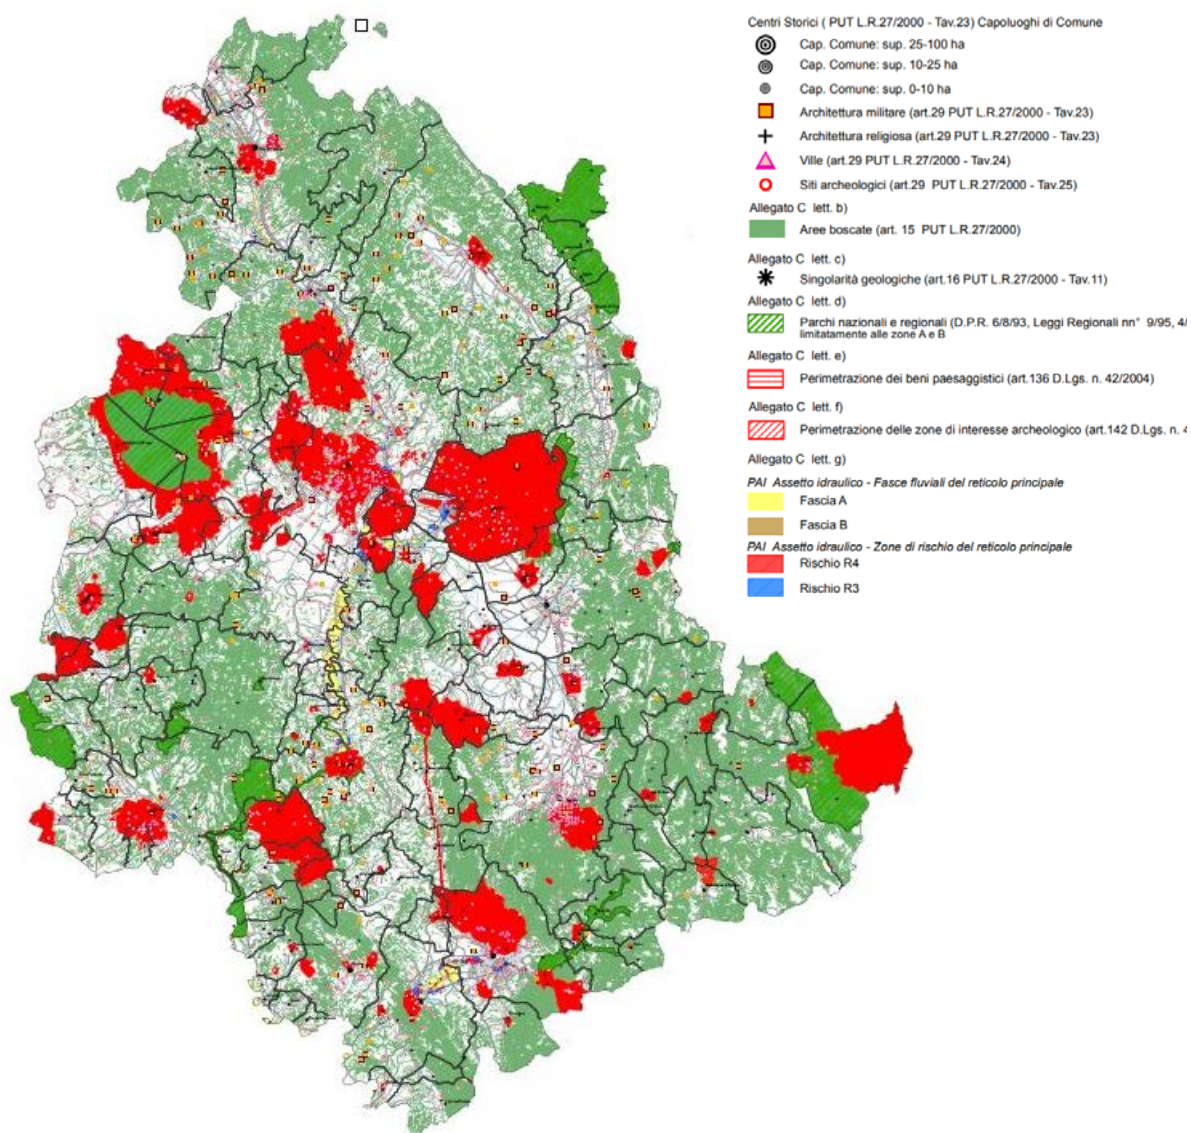 Centri Storici ( PUT L.R.27/2000 - Tav.23) Capoluoghi di Comune
Cap. Comune: sup. 25-100 ha
Cap. Comune: sup. 10-25 ha
Cap. Comune: sup. 0-10 ha
Architettura militare (art.29 PUT L.R.27/2000 - Tav.23)
Architettura religiosa (art.29 PUT L.R.27/2000 - Tav.23)
Ville (art.29 PUT L.R.27/2000 - Tav.24)
Siti archeologici (art.29 PUT L.R.27/2000 - Tav.25)
Allegato C lett. b)
Aree boscate (art. 15 PUT L.R.27/2000)
Allegato C lett. c)
Singolarità geologiche (art.16 PUT L.R.27/2000 - Tav.11)
Allegato C lett. d)
Parchi nazionali e regionali (D.P.R. 6/8/93, Leggi Regionali nn° 9/95, 4/
limitatamente alle zone A e B
Allegato C lett. e)
Perimetrazione dei beni paesaggistici (art.136 D.Lgs. n. 42/2004)
Allegato C lett. f)
Perimetrazione delle zone di interesse archeologico (art.142 D.Lgs. n. 4
Allegato C lett. g)
PAI Assetto idraulico - Fasce fluviali del reticolo principale
Fascia A
Fascia B
PAI Assetto idraulico - Zone di rischio del reticolo principale
Rischio R4
Rischio R3